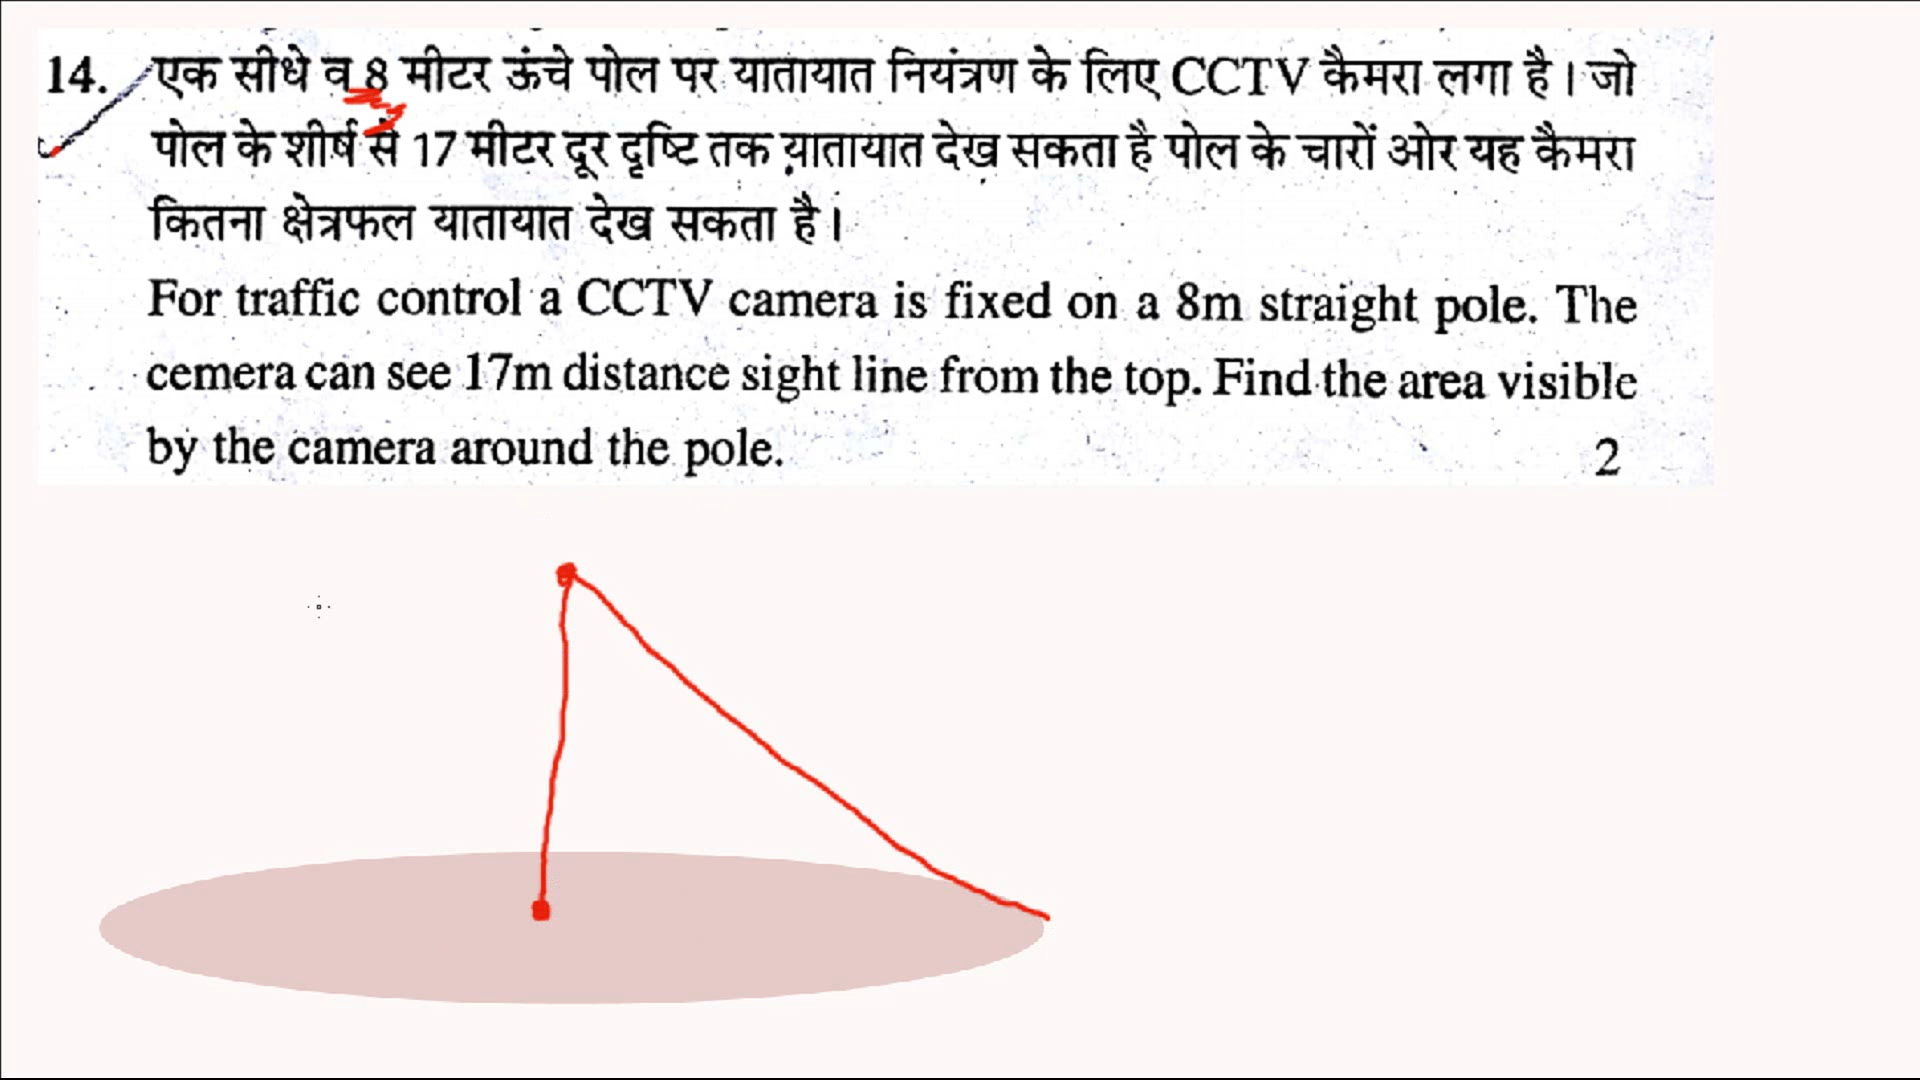 14. एक सीधे व 8 मीटर ऊंचे पोल पर यातायात नियंत्रण के लिए CCTV कैमरा लगा है। जो
पोल के शीर्ष से 17 मीटर दूर दृष्टि तक यातायात देख सकता है पोल के चारों ओर यह कैमरा
कितना क्षेत्रफल यातायात देख सकता है।
For traffic control a CCTV camera is fixed on a 8m straight pole. The
cemera can see 17m distance sight line from the top. Find the area visible
by the camera around the pole. 2